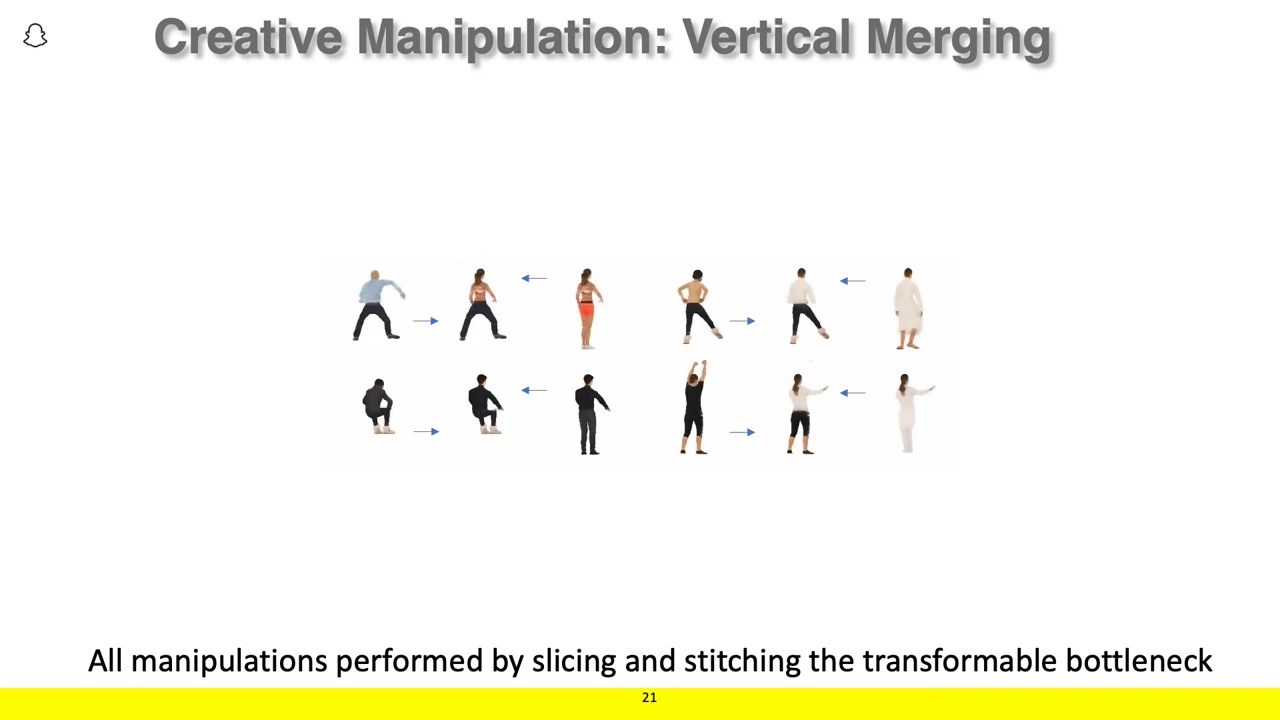 Creative Manipulation: Vertical Merging
All manipulations performed by slicing and stitching the transformable bottleneck
21